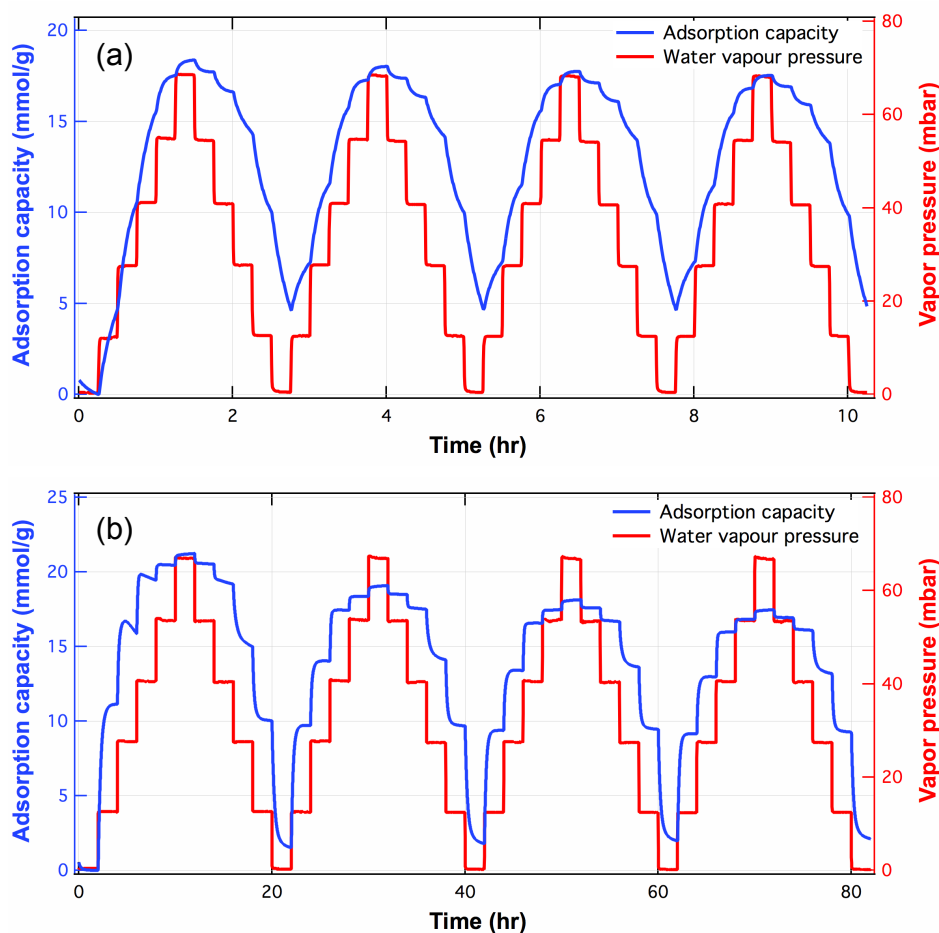 (a)
Adsorption capacity
Water vapour pressure
Adsorption capacity (mmol/g)
20
15
10
5
0
Vapor pressure (mbar)
80
60
40
20
0
0 2 4 6 8 10
Time (hr)
(b)
Adsorption capacity
Water vapour pressure
Adsorption capacity (mmol/g)
25
20
15
10
5
0
Vapor pressure (mbar)
80
60
40
20
0
0 20 40 60 80
Time (hr)